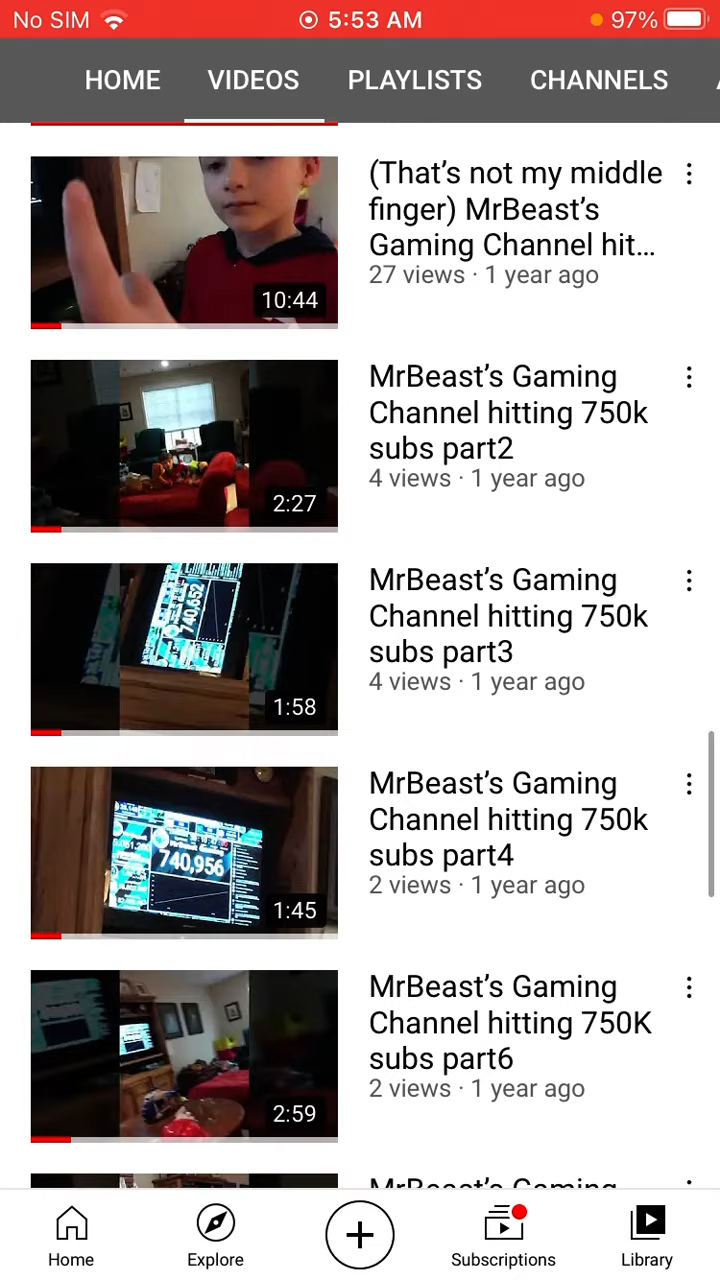 No SIM 5:53 AM 97%
HOME VIDEOS PLAYLISTS CHANNELS
(That's not my middle
finger) MrBeast's
Gaming Channel hit...
27 views · 1 year ago
10:44
MrBeast's Gaming
Channel hitting 750k
subs part2
4 views · 1 year ago
2:27
740,652
MrBeast's Gaming
Channel hitting 750k
subs part3
4 views · 1 year ago
1:58
740,956
MrBeast's Gaming
Channel hitting 750k
subs part4
2 views · 1 year ago
1:45
MrBeast's Gaming
Channel hitting 750K
subs part6
2 views · 1 year ago
2:59
MrBeast's Gaming
Home Explore Subscriptions Library